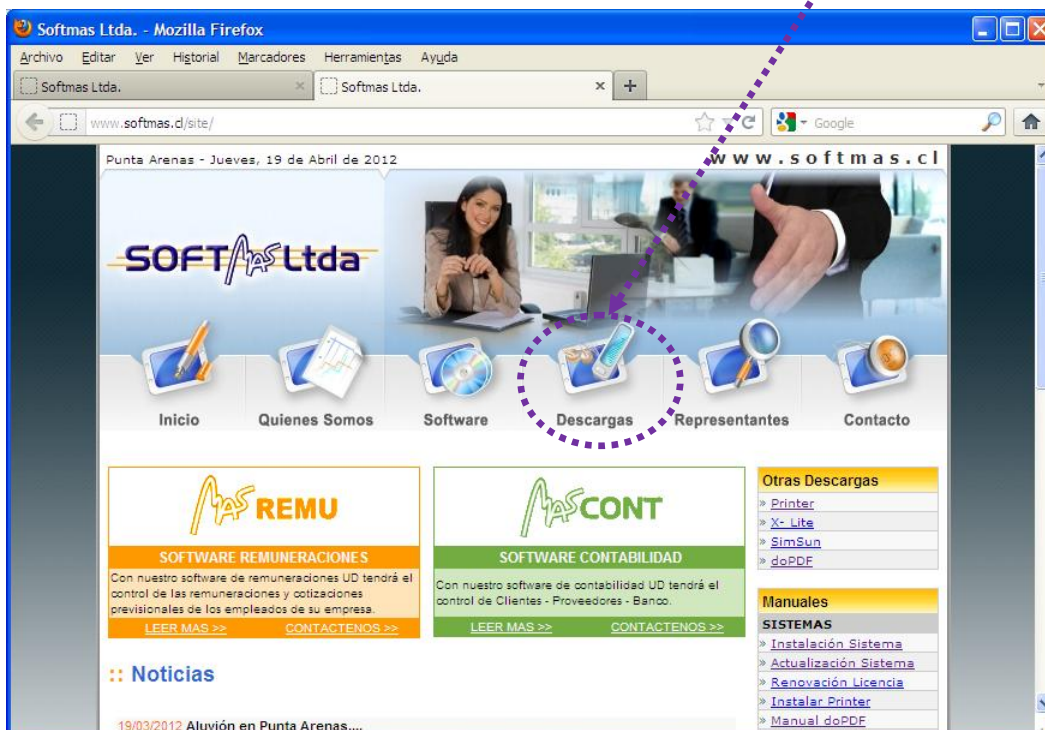 Softmas Ltda. - Mozilla Firefox
Archivo Editar Ver Historial Marcadores Herramientas Ayuda
Softmas Ltda. Softmas Ltda.
www.softmas.cl/site/ Google
Punta Arenas - Jueves, 19 de Abril de 2012 www.softmas.cl
SOFTMAS Ltda
Inicio Quienes Somos Software Descargas Representantes Contacto
MAS REMU
SOFTWARE REMUNERACIONES
Con nuestro software de remuneraciones UD tendrá el
control de las remuneraciones y cotizaciones
previsionales de los empleados de su empresa.
LEER MAS >> CONTACTENOS >>
MAS CONT
SOFTWARE CONTABILIDAD
Con nuestro software de contabilidad UD tendrá el
control de Clientes - Proveedores - Banco.
LEER MAS >> CONTACTENOS >>
Otras Descargas
» Printer
» X- Lite
» SimSun
» doPDF
Manuales
SISTEMAS
» Instalación Sistema
» Actualización Sistema
» Renovación Licencia
» Instalar Printer
» Manual doPDF
:: Noticias
19/03/2012 Aluvión en Punta Arenas....